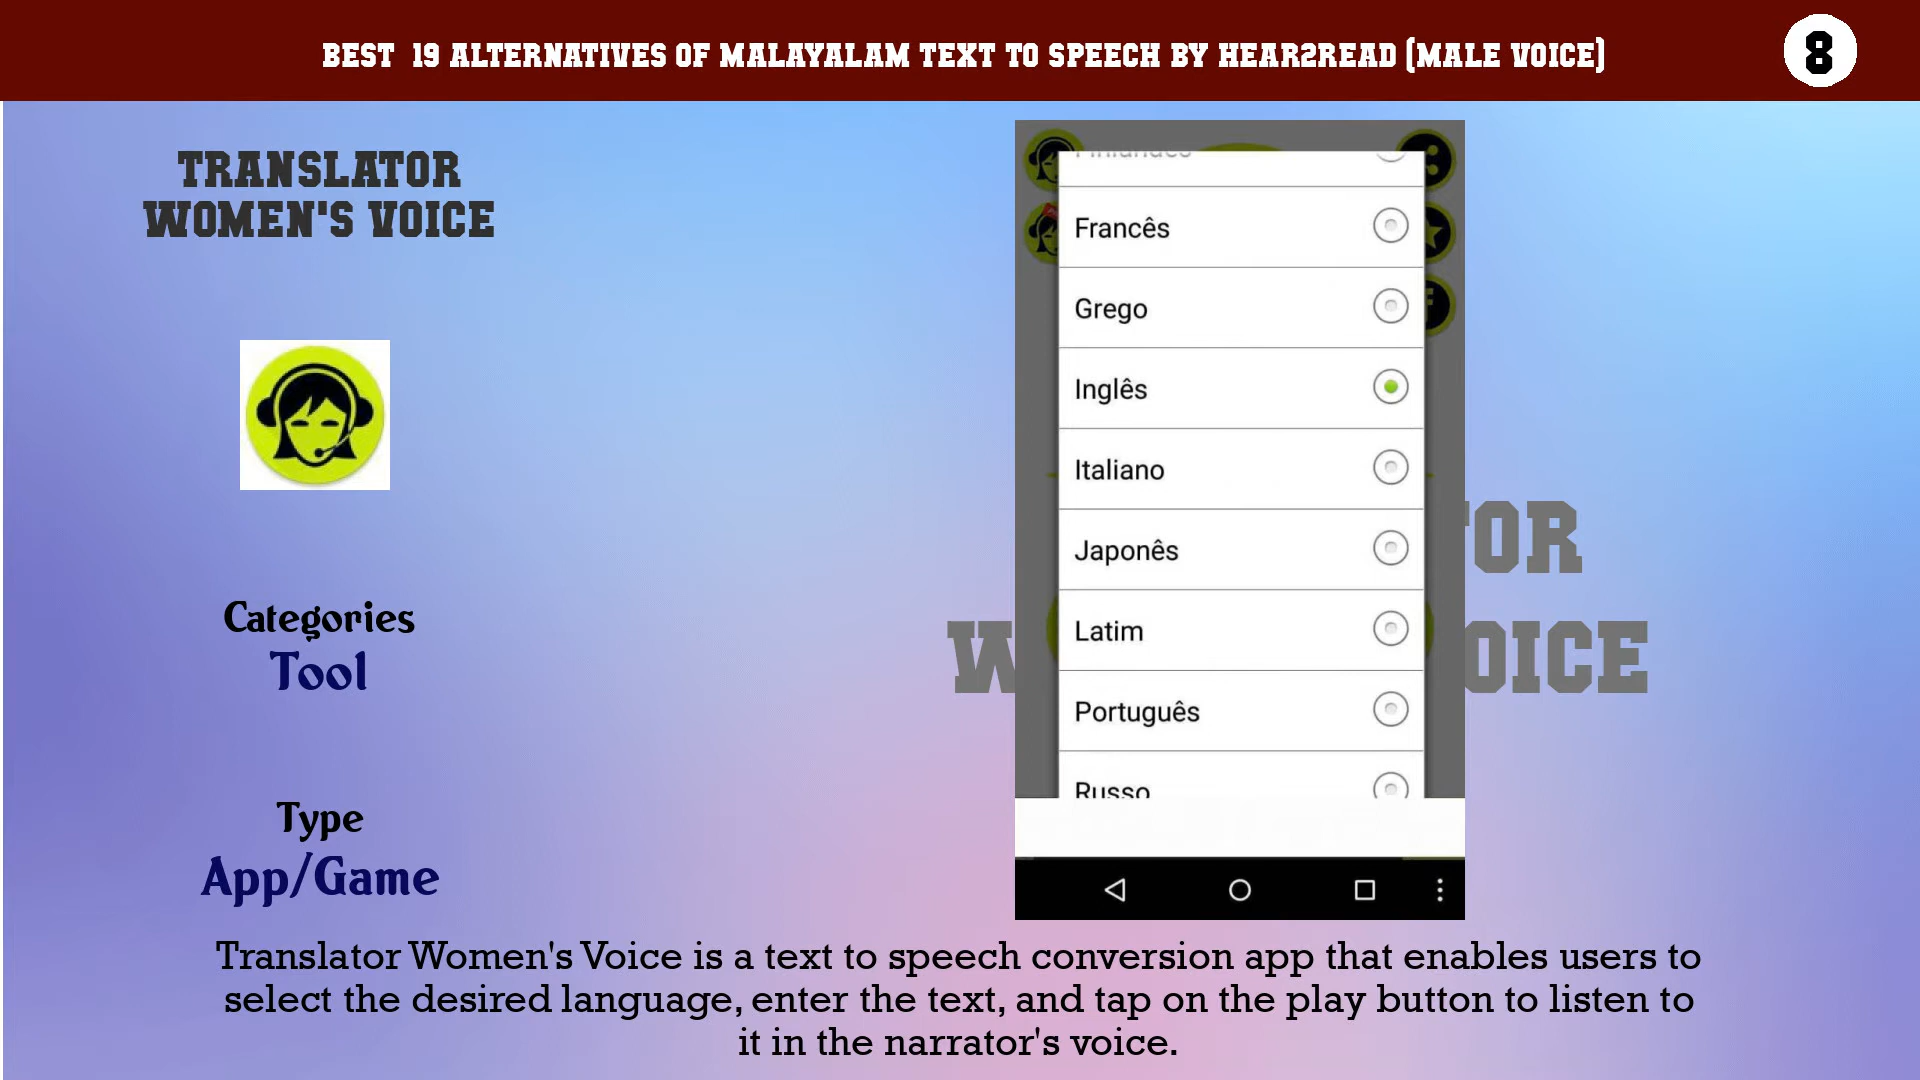 BEST 19 ALTERNATIVES OF MALAYALAM TEXT TO SPEECH BY HEAR2READ (MALE VOICE)
8
TRANSLATOR
WOMEN'S VOICE
Categories
Tool
Type
App/Game
Finlandês
Francês
Grego
Inglês
Italiano
Japonês
Latim
Português
Russo
TOR
W OICE
Translator Women's Voice is a text to speech conversion app that enables users to
select the desired language, enter the text, and tap on the play button to listen to
it in the narrator's voice.